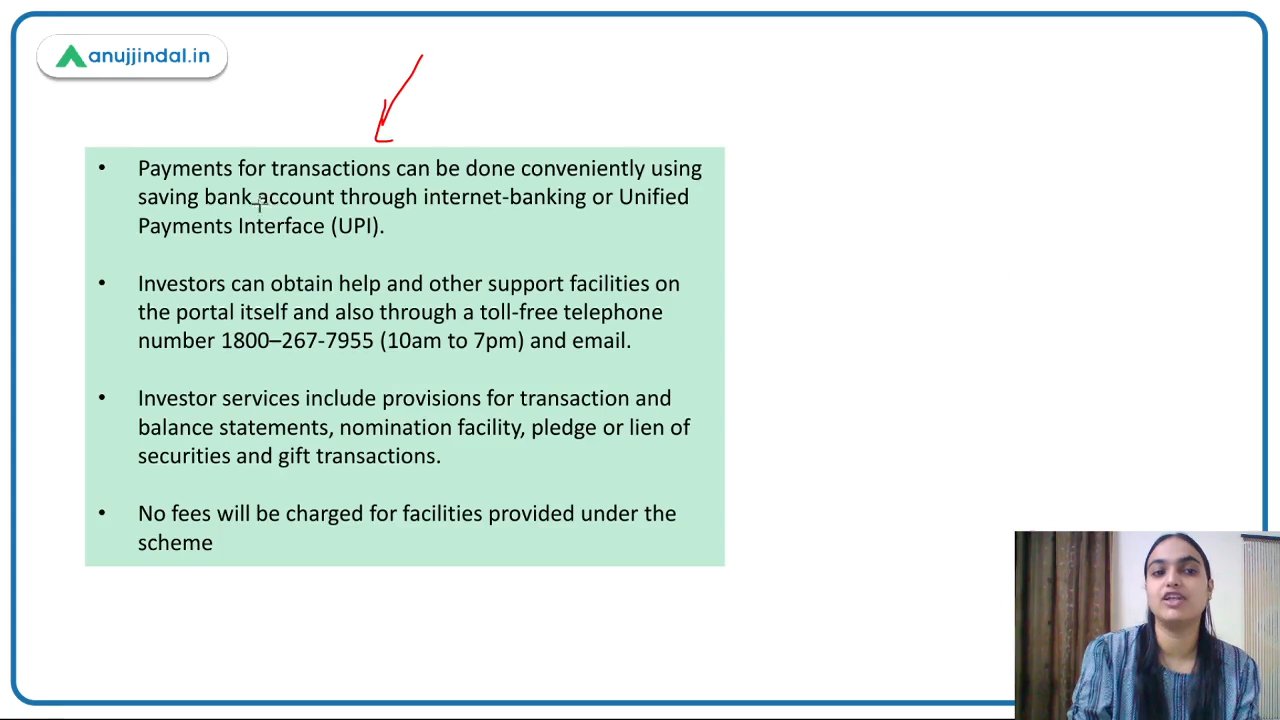 anujjindal.in
• Payments for transactions can be done conveniently using
saving bank account through internet-banking or Unified
Payments Interface (UPI).
• Investors can obtain help and other support facilities on
the portal itself and also through a toll-free telephone
number 1800–267-7955 (10am to 7pm) and email.
• Investor services include provisions for transaction and
balance statements, nomination facility, pledge or lien of
securities and gift transactions.
• No fees will be charged for facilities provided under the
scheme